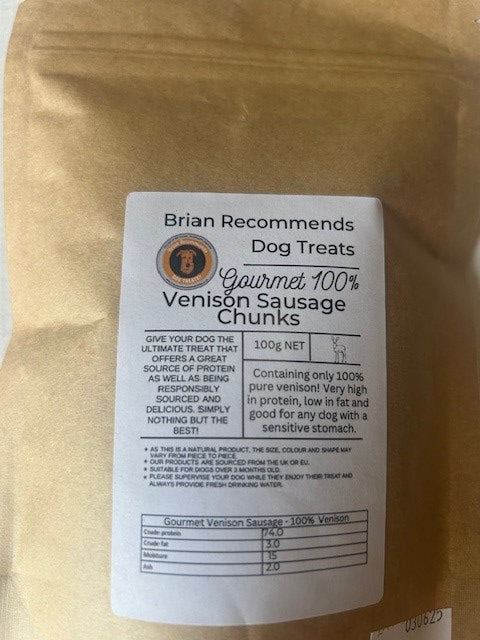 Brian Recommends
Dog Treats
DOG TREATS
Gourmet 100%
Venison Sausage
Chunks
GIVE YOUR DOG THE
ULTIMATE TREAT THAT
OFFERS A GREAT
SOURCE OF PROTEIN
AS WELL AS BEING
RESPONSIBLY
SOURCED AND
DELICIOUS. SIMPLY
NOTHING BUT THE
BEST!
100g NET
Containing only 100%
pure venison! Very high
in protein, low in fat and
good for any dog with a
sensitive stomach.
* AS THIS IS A NATURAL PRODUCT, THE SIZE, COLOUR AND SHAPE MAY
VARY FROM PIECE TO PIECE.
* OUR PRODUCTS ARE SOURCED FROM THE UK OR EU.
* SUITABLE FOR DOGS OVER 3 MONTHS OLD.
* PLEASE SUPERVISE YOUR DOG WHILE THEY ENJOY THEIR TREAT AND
ALWAYS PROVIDE FRESH DRINKING WATER.
Gourmet Venison Sausage - 100% Venison
Crude protein 74.0
Crude fat 3.0
Moisture 15
Ash 2.0
030625